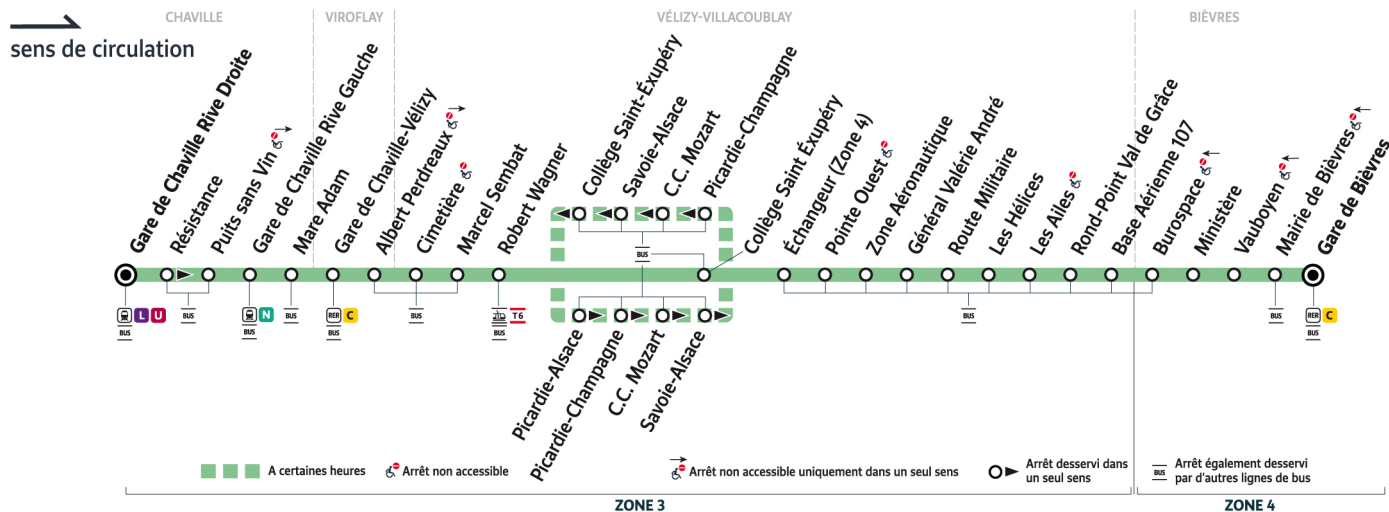 CHAVILLE
VIROFLAY
VÉLIZY-VILLACOUBLAY
BIÈVRES
sens de circulation
Gare de Chaville Rive Droite
Résistance
Puits sans Vin
Gare de Chaville Rive Gauche
Mare Adam
Gare de Chaville-Vélizy
Albert Perdreaux
Cimetière
Marcel Sembat
Robert Wagner
Collège Saint-Éxupéry
Savoie-Alsace
C.C. Mozart
Picardie-Champagne
Collège Saint Éxupéry
Échangeur (Zone 4)
Pointe Ouest
Zone Aéronautique
Général Valérie André
Route Militaire
Les Hélices
Les Ailes
Rond-Point Val de Grâce
Base Aérienne 107
Burospace
Ministère
Vauboyen
Mairie de Bièvres
Gare de Bièvres
BUS
L U
BUS
BUS
N
BUS
BUS
RER C
BUS
BUS
T6
BUS
BUS
BUS
BUS
BUS
RER C
BUS
Picardie-Alsace
Picardie-Champagne
C.C. Mozart
Savoie-Alsace
A certaines heures
Arrêt non accessible
Arrêt non accessible uniquement dans un seul sens
Arrêt desservi dans
un seul sens
BUS
Arrêt également desservi
par d'autres lignes de bus
ZONE 3
ZONE 4